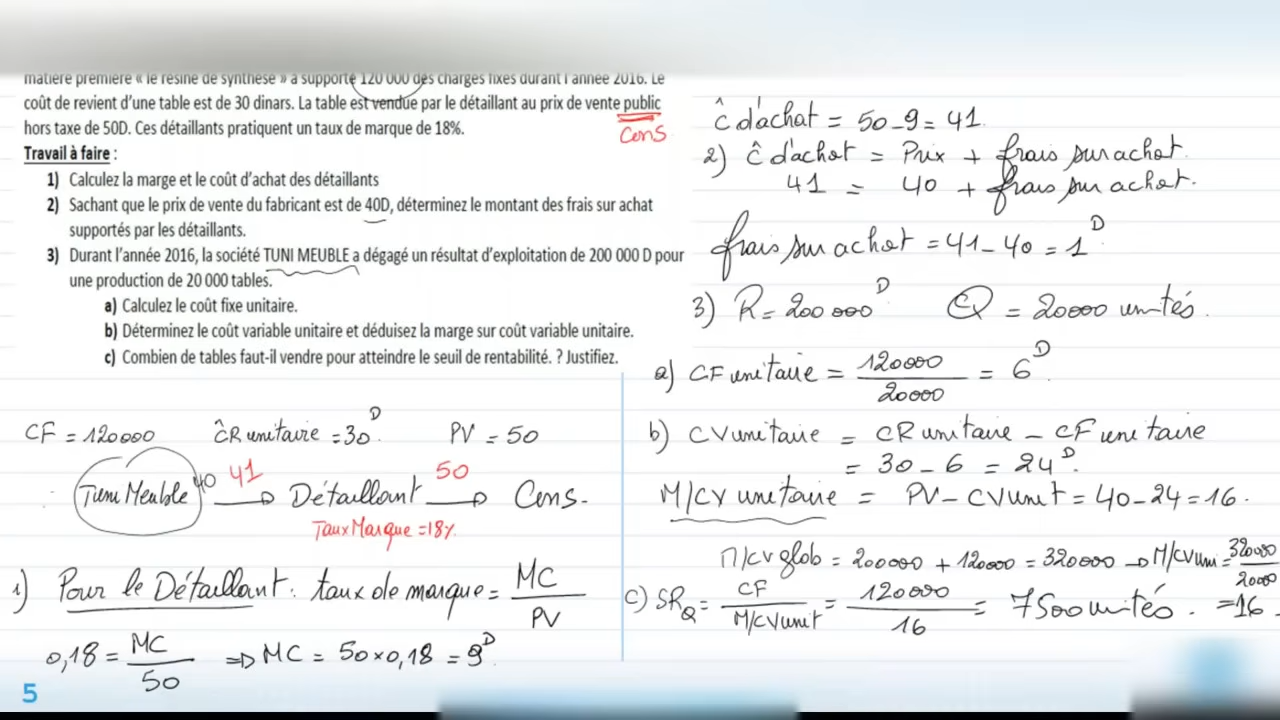 matière première « le résine de synthèse » a supporté 120 000 des charges fixes durant l'année 2016. Le
coût de revient d'une table est de 30 dinars. La table est vendue par le détaillant au prix de vente public
hors taxe de 50D. Ces détaillants pratiquent un taux de marque de 18%.
Cons
Travail à faire :
1) Calculez la marge et le coût d'achat des détaillants
2) Sachant que le prix de vente du fabricant est de 40D, déterminez le montant des frais sur achat
supportés par les détaillants.
3) Durant l'année 2016, la société TUNI MEUBLE a dégagé un résultat d'exploitation de 200 000 D pour
une production de 20 000 tables.
a) Calculez le coût fixe unitaire.
b) Déterminez le coût variable unitaire et déduisez la marge sur coût variable unitaire.
c) Combien de tables faut-il vendre pour atteindre le seuil de rentabilité. ? Justifiez.
CF = 120000 ĈR unitaire = 30 D PV = 50
Tuni Meuble 40 41 → Détaillant 50 → Cons.
Taux Marque = 18%
1) Pour le Détaillant : taux de marque = MC / PV
0,18 = MC / 50 ⇒ MC = 50 × 0,18 = 9 D
Ĉ d'achat = 50 - 9 = 41
2) Ĉ d'achat = Prix + frais sur achat.
41 = 40 + frais sur achat.
frais sur achat = 41 - 40 = 1 D
3) R = 200 000 D Q = 20000 unités.
a) CF unitaire = 120000 / 20000 = 6 D
b) CV unitaire = CR unitaire - CF unitaire
= 30 - 6 = 24 D
M/CV unitaire = PV - CV unit = 40 - 24 = 16.
M/CV glob = 200000 + 120000 = 320000 → M/CV uni = 320000 / 20000
c) SR Q = CF / M/CV unit = 120000 / 16 = 7500 unités. = 16
5